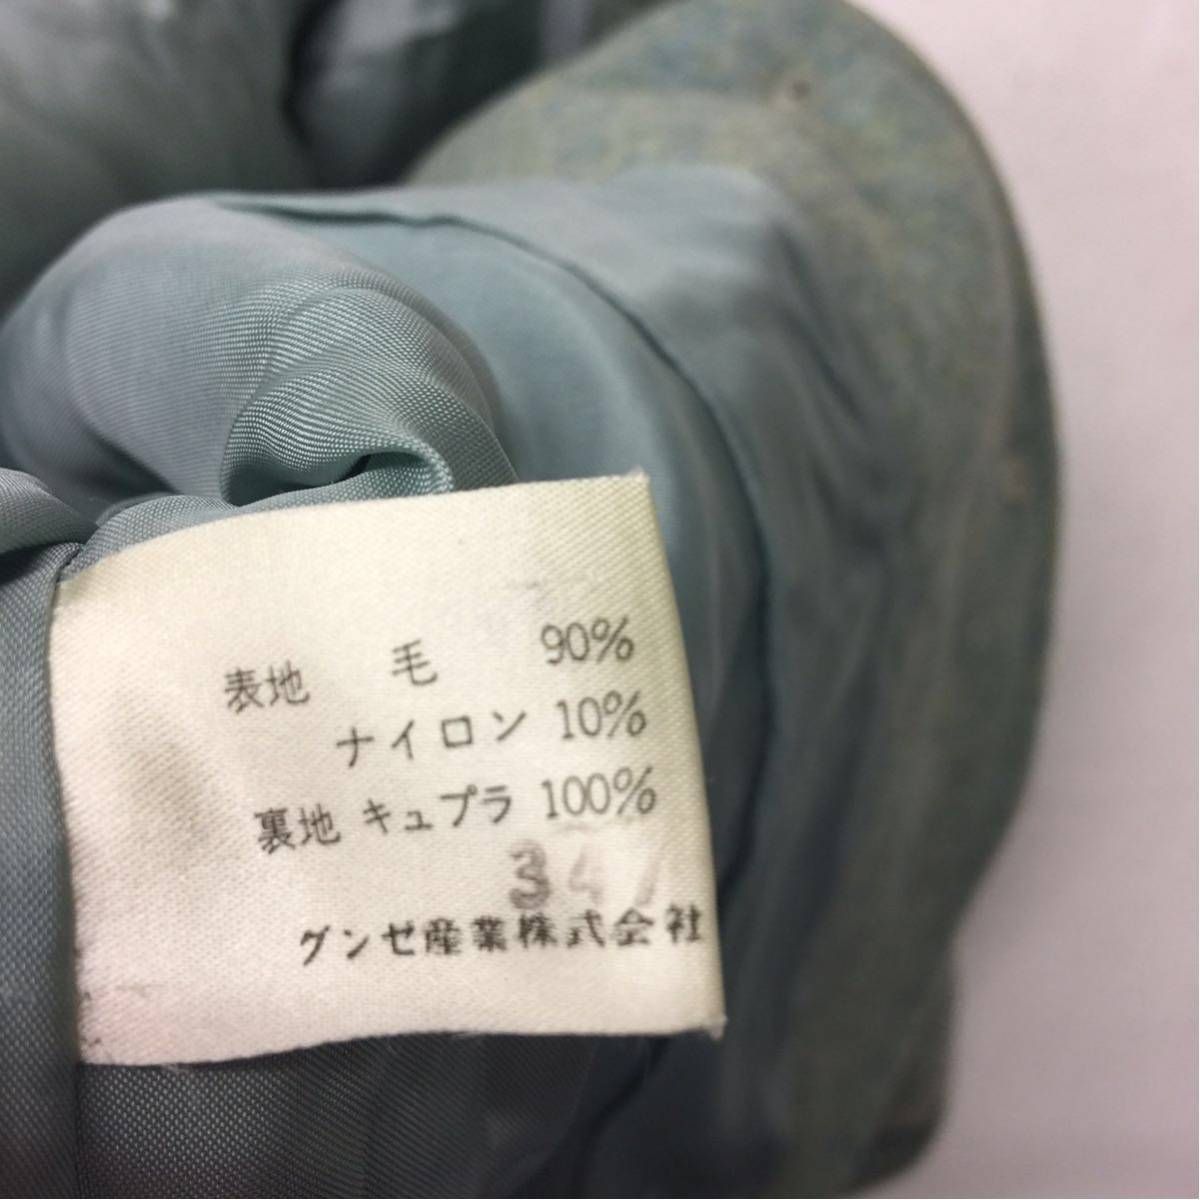 表地 毛 90%
ナイロン 10%
裏地 キュプラ 100%
347
グンゼ産業株式会社